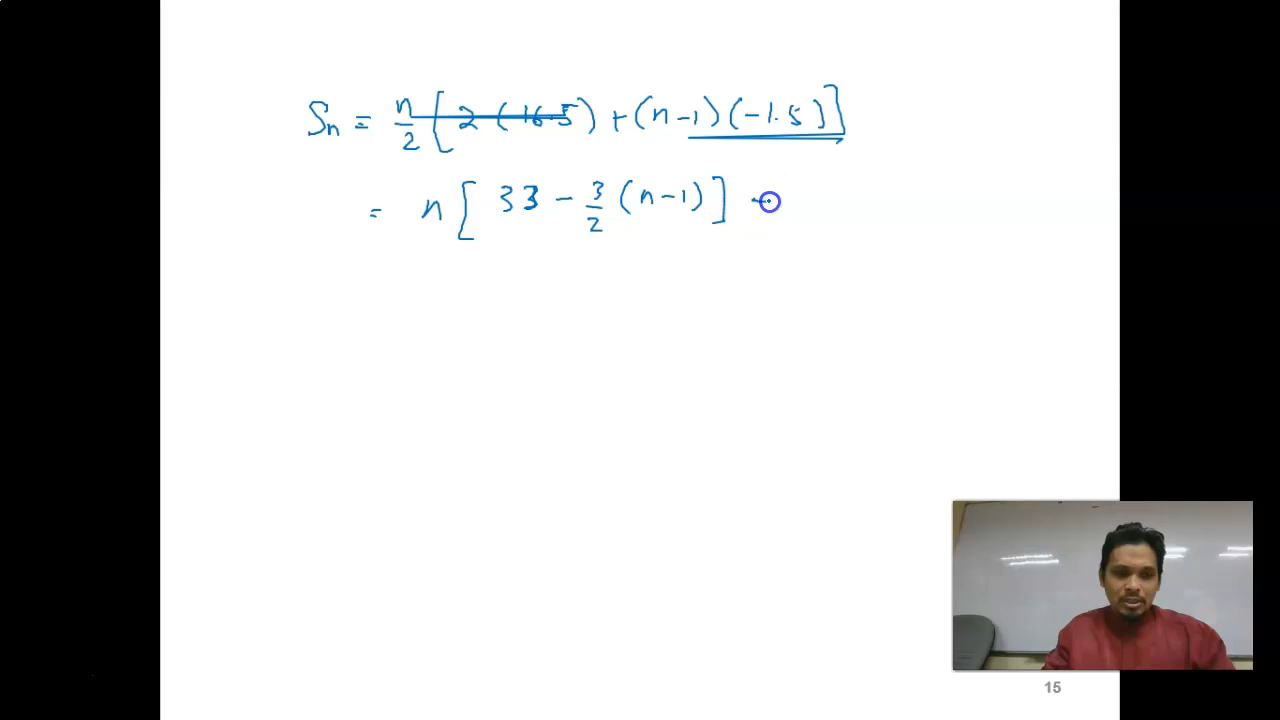 Sn = n/2 [2 (16.5) + (n-1)(-1.5)]
= n [33 - 3/2 (n-1)]
15